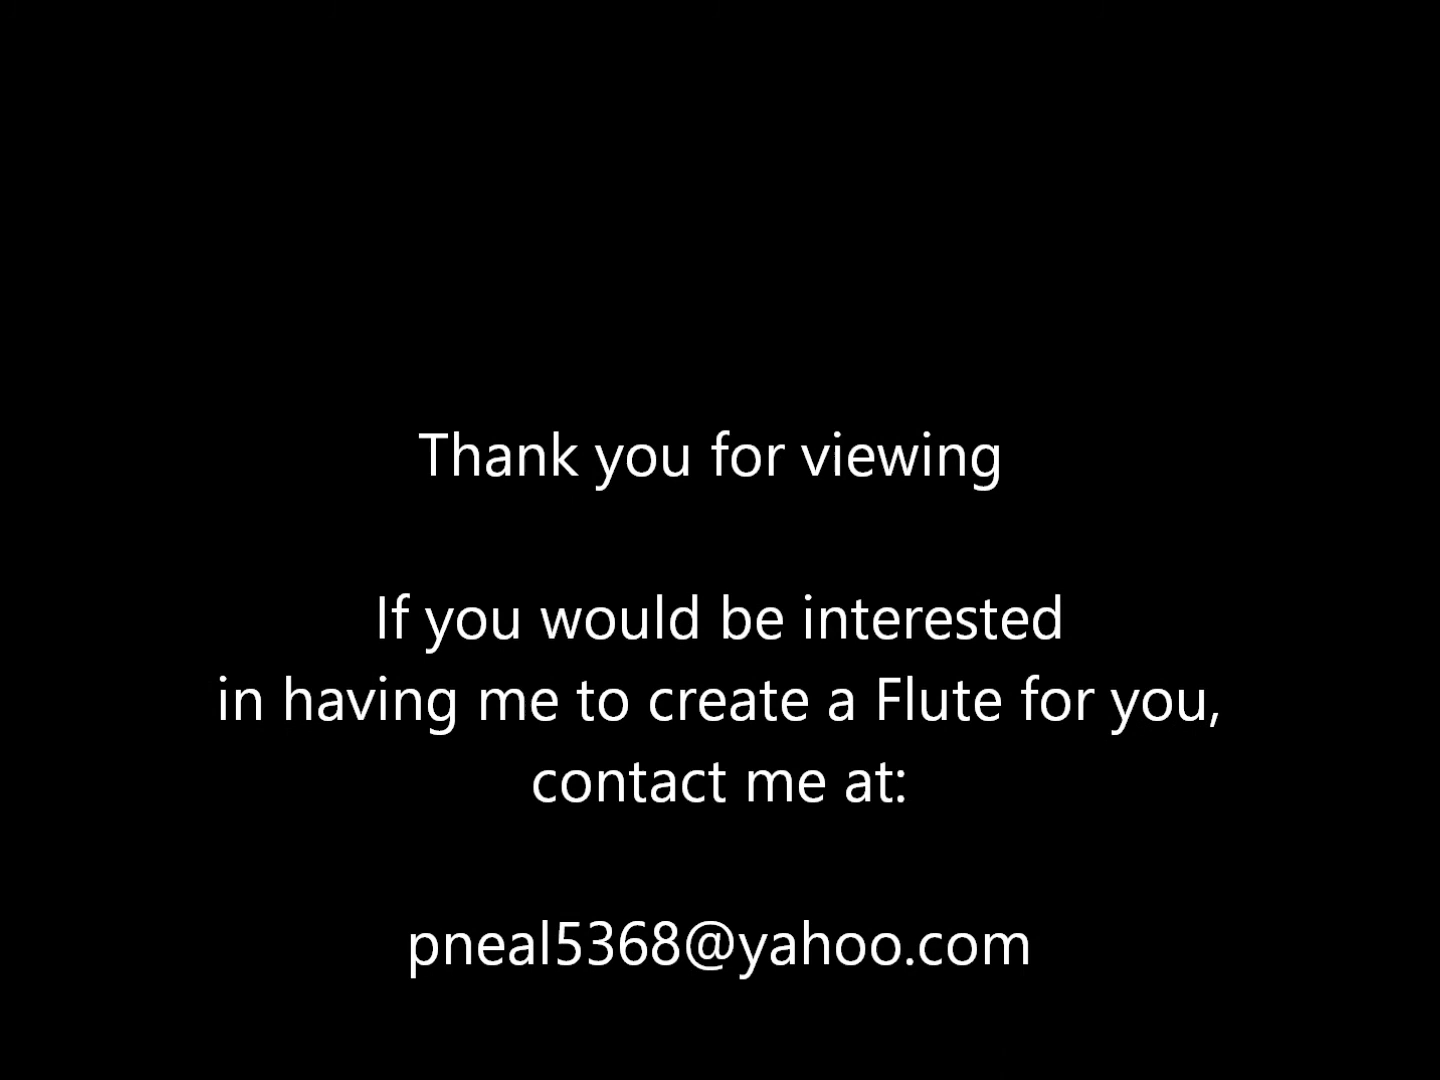 Thank you for viewing
If you would be interested
in having me to create a Flute for you,
contact me at:
pneal5368@yahoo.com